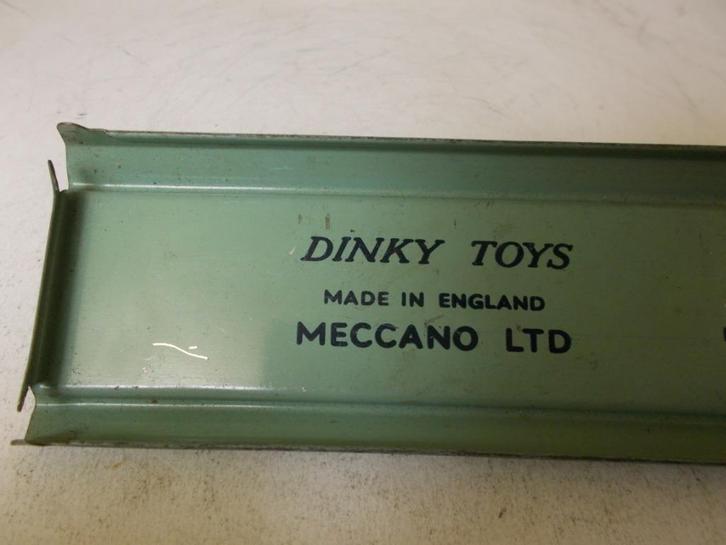 DINKY TOYS
MADE IN ENGLAND
MECCANO LTD